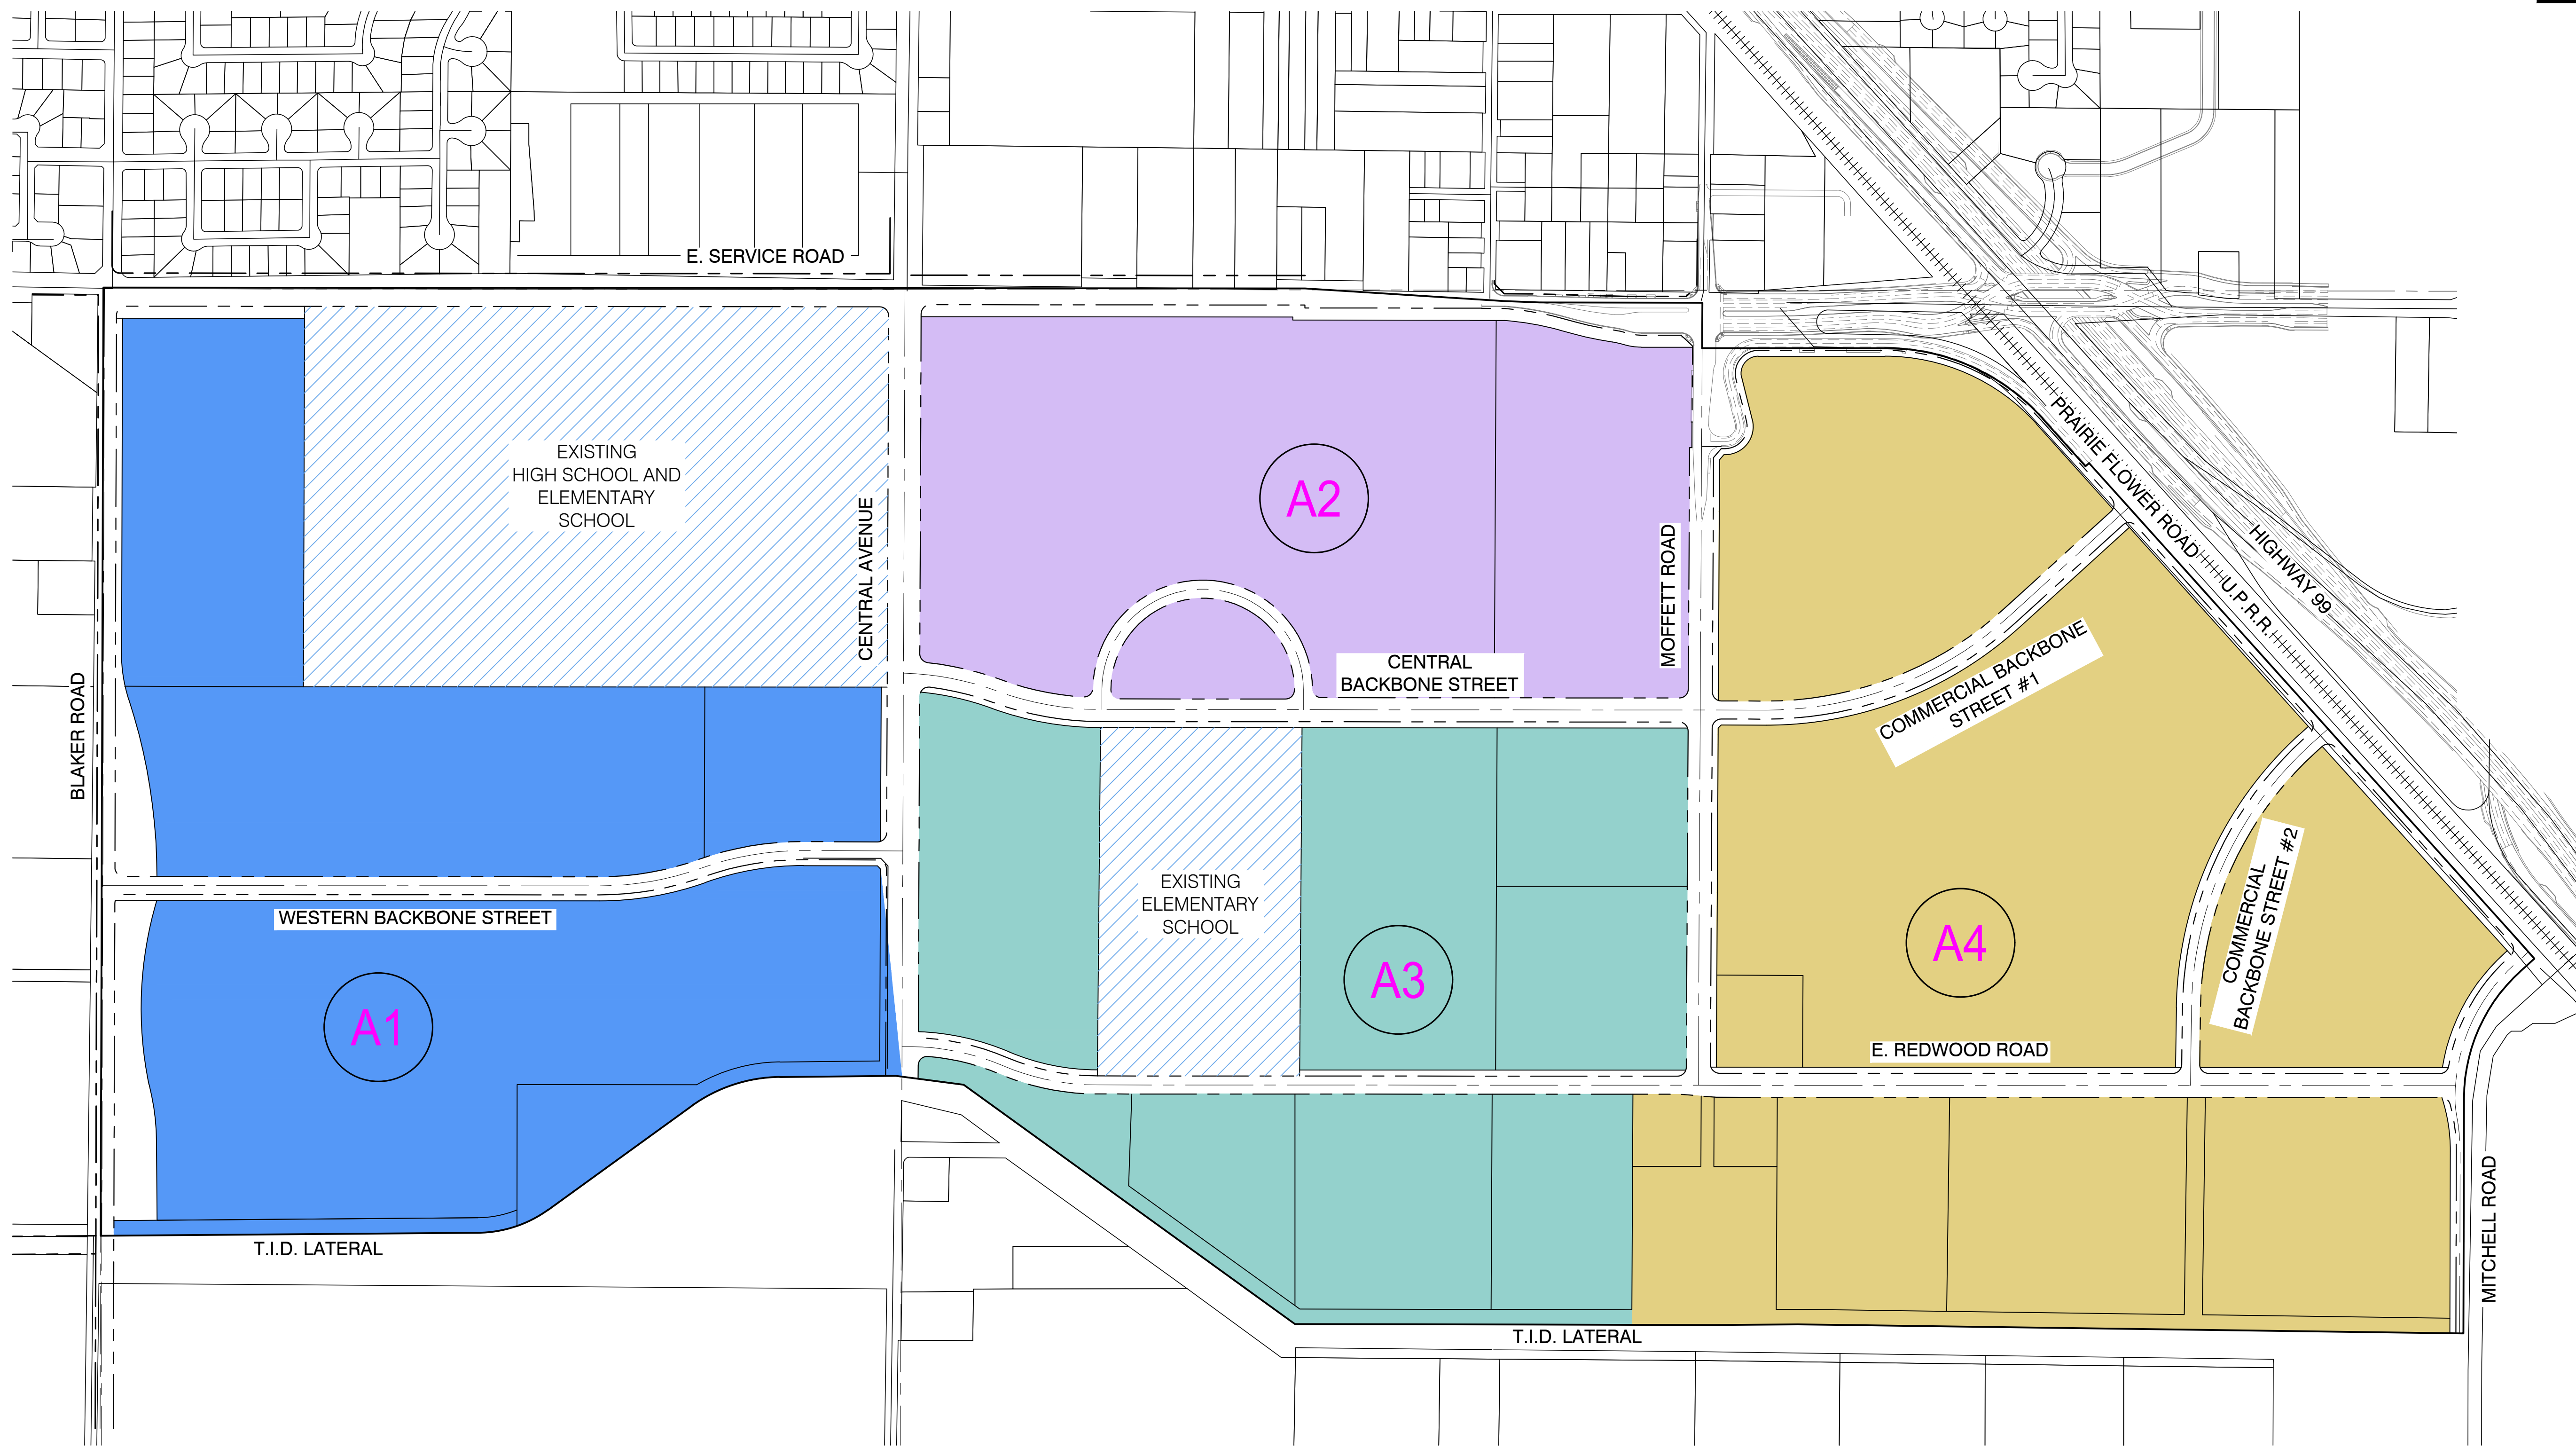 E. SERVICE ROAD
EXISTING
HIGH SCHOOL AND
ELEMENTARY
SCHOOL
A2
CENTRAL AVENUE
MOFFETT ROAD
PRAIRIE FLOWER ROAD
U.P.R.R.
HIGHWAY 99
BLAKER ROAD
CENTRAL
BACKBONE STREET
COMMERCIAL BACKBONE
STREET #1
WESTERN BACKBONE STREET
EXISTING
ELEMENTARY
SCHOOL
A1
A3
A4
COMMERCIAL
BACKBONE STREET #2
E. REDWOOD ROAD
MITCHELL ROAD
T.I.D. LATERAL
T.I.D. LATERAL